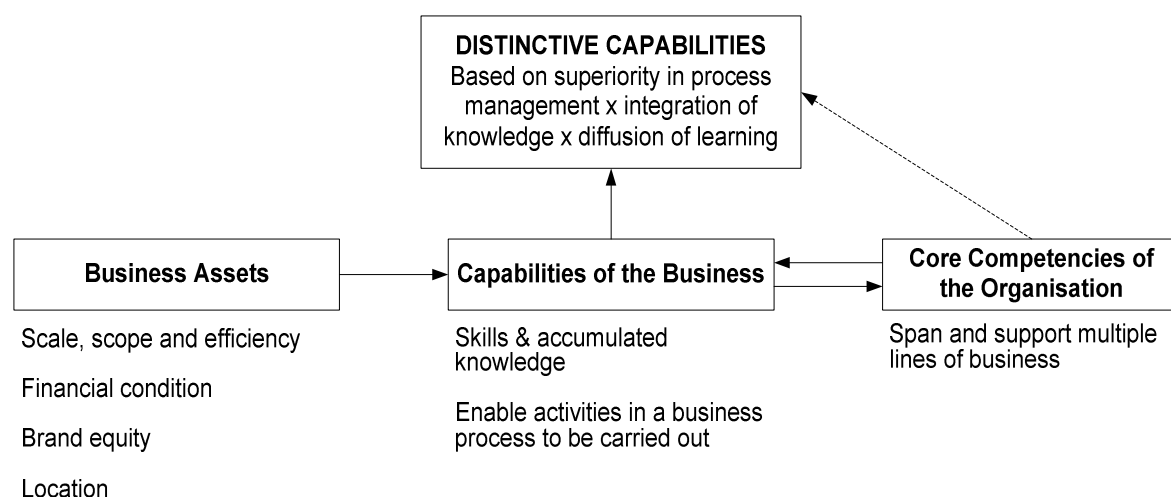 DISTINCTIVE CAPABILITIES
Based on superiority in process
management x integration of
knowledge x diffusion of learning
Business Assets
Scale, scope and efficiency
Financial condition
Brand equity
Location
Capabilities of the Business
Skills & accumulated
knowledge
Enable activities in a business
process to be carried out
Core Competencies of
the Organisation
Span and support multiple
lines of business